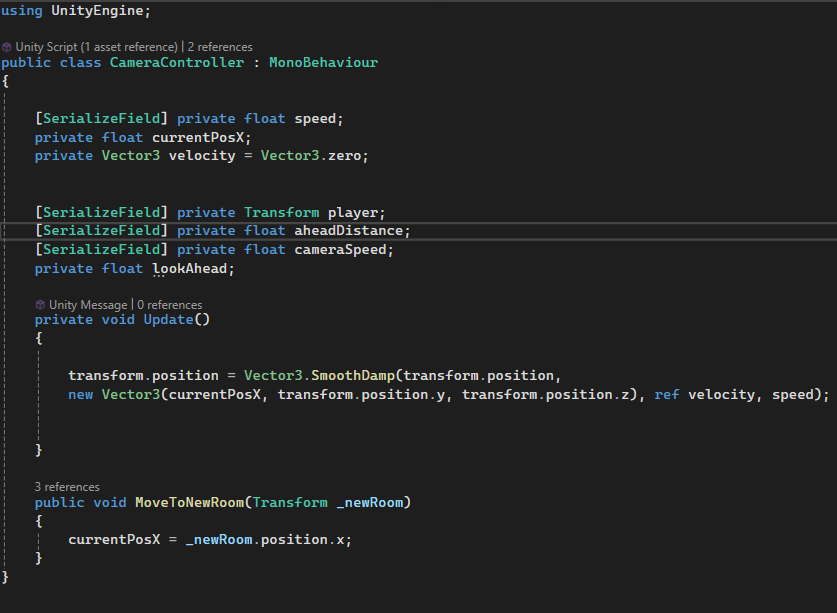 using UnityEngine;
Unity Script (1 asset reference) | 2 references
public class CameraController : MonoBehaviour
{
[SerializeField] private float speed;
private float currentPosX;
private Vector3 velocity = Vector3.zero;
[SerializeField] private Transform player;
[SerializeField] private float aheadDistance;
[SerializeField] private float cameraSpeed;
private float lookAhead;
Unity Message | 0 references
private void Update()
{
transform.position = Vector3.SmoothDamp(transform.position,
new Vector3(currentPosX, transform.position.y, transform.position.z), ref velocity, speed);
}
3 references
public void MoveToNewRoom(Transform _newRoom)
{
currentPosX = _newRoom.position.x;
}
}